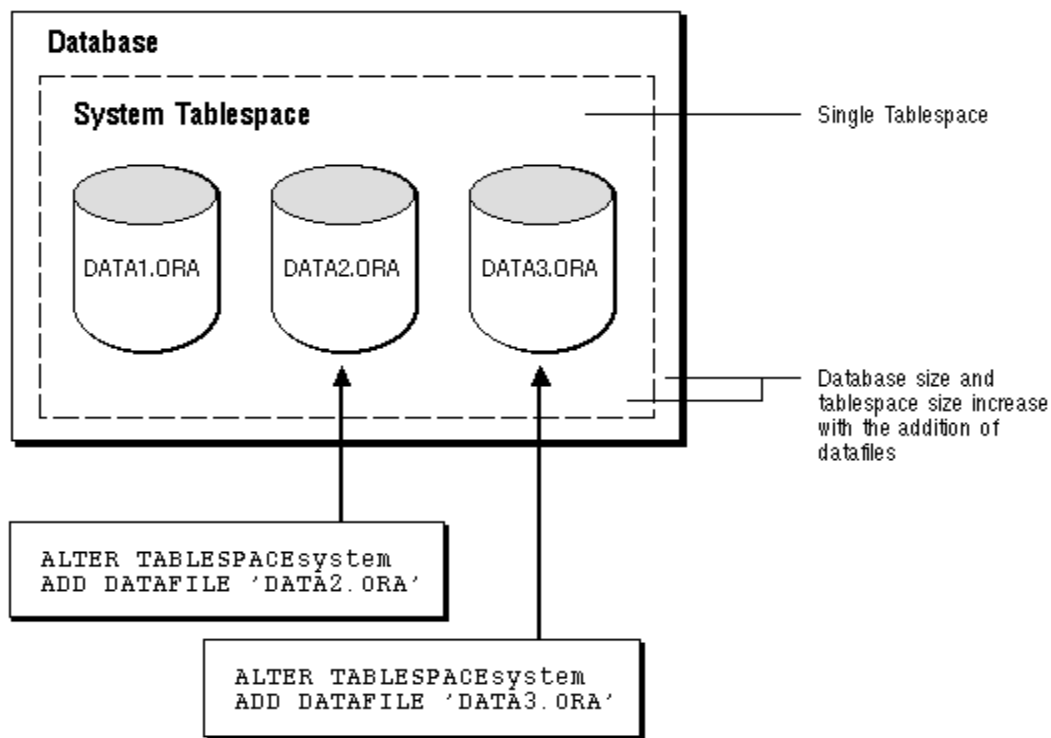 Database
System Tablespace
Single Tablespace
DATA1.ORA
DATA2.ORA
DATA3.ORA
Database size and
tablespace size increase
with the addition of
datafiles
ALTER TABLESPACEsystem
ADD DATAFILE 'DATA2.ORA'
ALTER TABLESPACEsystem
ADD DATAFILE 'DATA3.ORA'